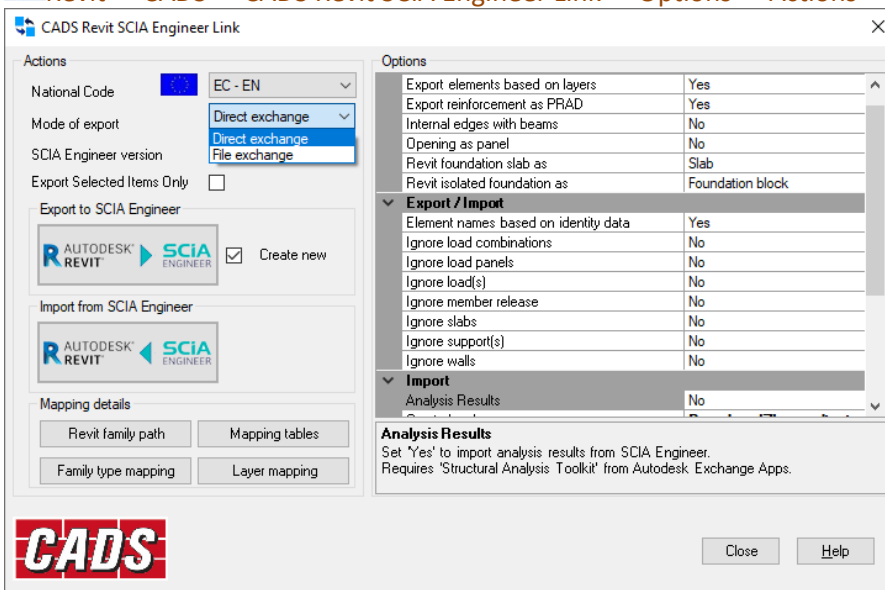 CADS Revit SCIA Engineer Link
Actions
National Code
EC - EN
Mode of export
Direct exchange
Direct exchange
File exchange
SCIA Engineer version
Export Selected Items Only
Export to SCIA Engineer
AUTODESK® REVIT® SCiA ENGINEER
Create new
Import from SCIA Engineer
AUTODESK® REVIT® SCiA ENGINEER
Mapping details
Revit family path
Mapping tables
Family type mapping
Layer mapping
Options
Export elements based on layers Yes
Export reinforcement as PRAD Yes
Internal edges with beams No
Opening as panel No
Revit foundation slab as Slab
Revit isolated foundation as Foundation block
Export / Import
Element names based on identity data Yes
Ignore load combinations No
Ignore load panels No
Ignore load(s) No
Ignore member release No
Ignore slabs No
Ignore support(s) No
Ignore walls No
Import
Analysis Results No
Analysis Results
Set 'Yes' to import analysis results from SCIA Engineer.
Requires 'Structural Analysis Toolkit' from Autodesk Exchange Apps.
CADS
Close
Help